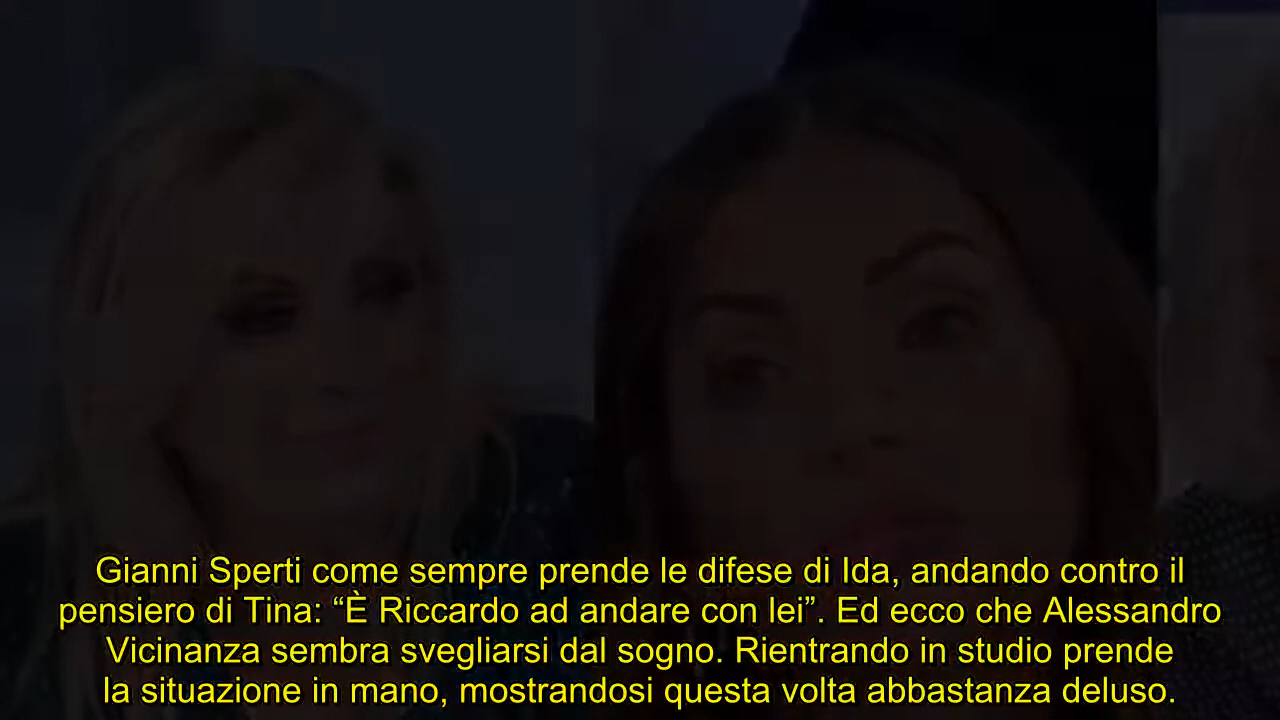 Gianni Sperti come sempre prende le difese di Ida, andando contro il
pensiero di Tina: “È Riccardo ad andare con lei”. Ed ecco che Alessandro
Vicinanza sembra svegliarsi dal sogno. Rientrando in studio prende
la situazione in mano, mostrandosi questa volta abbastanza deluso.